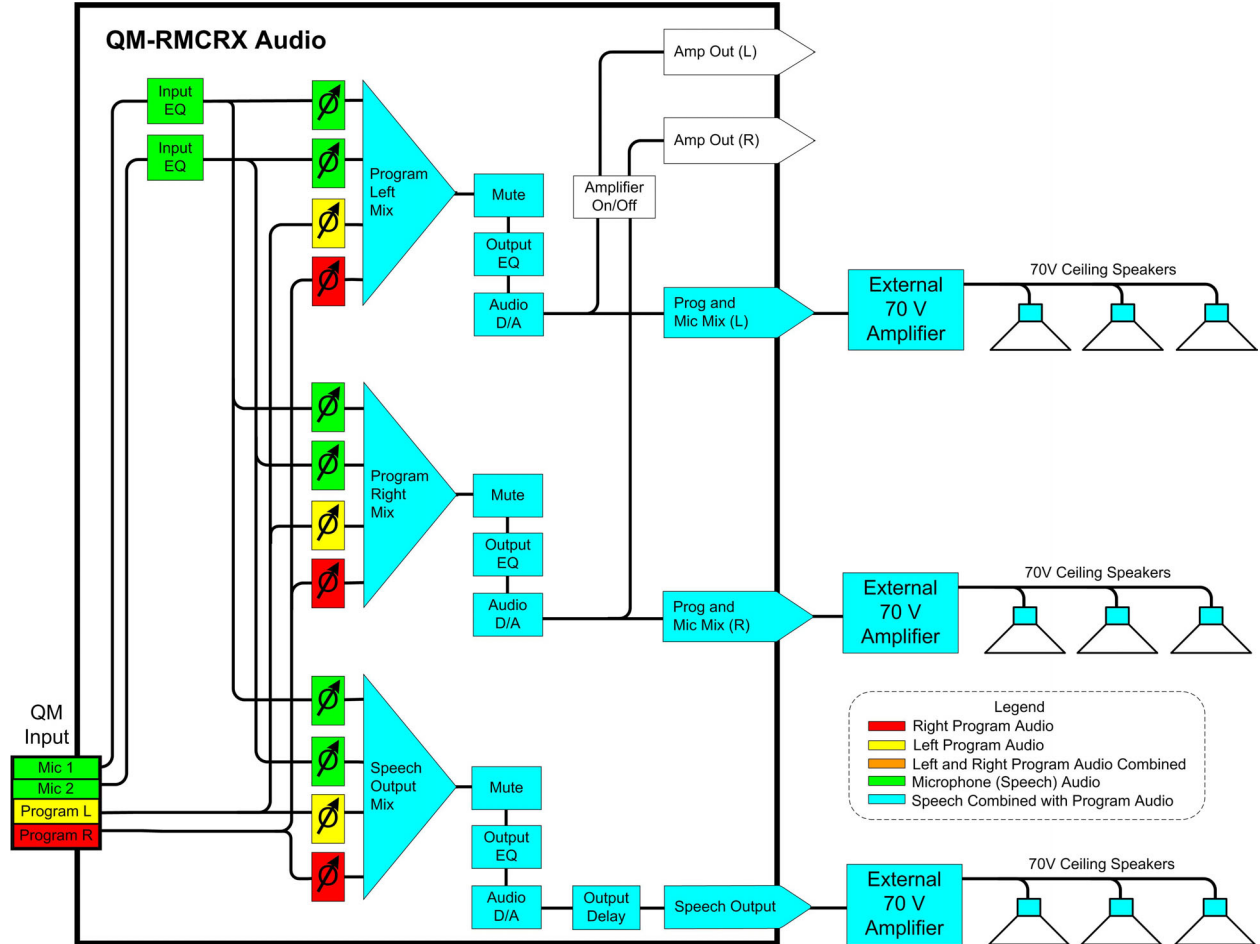 QM-RMCRX Audio
Input
EQ
Input
EQ
Program
Left
Mix
Mute
Output
EQ
Audio
D/A
Amp Out (L)
Amp Out (R)
Amplifier
On/Off
Prog and
Mic Mix (L)
External
70 V
Amplifier
70V Ceiling Speakers
Program
Right
Mix
Mute
Output
EQ
Audio
D/A
Prog and
Mic Mix (R)
External
70 V
Amplifier
70V Ceiling Speakers
QM
Input
Mic 1
Mic 2
Program L
Program R
Speech
Output
Mix
Mute
Output
EQ
Audio
D/A
Output
Delay
Speech Output
External
70 V
Amplifier
70V Ceiling Speakers
Legend
Right Program Audio
Left Program Audio
Left and Right Program Audio Combined
Microphone (Speech) Audio
Speech Combined with Program Audio